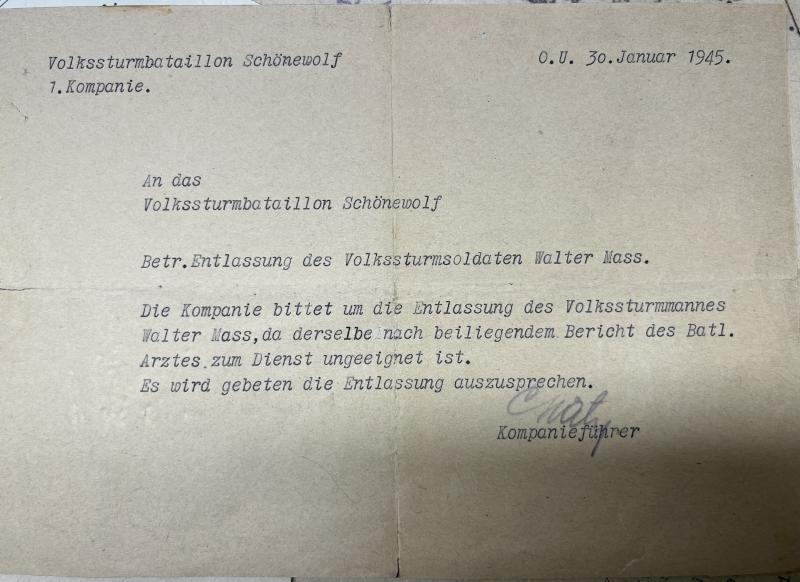 Volkssturmbataillon Schönewolf
O.U. 30.Januar 1945.
1.Kompanie.
An das
Volkssturmbataillon Schönewolf
Betr.Entlassung des Volkssturmsoldaten Walter Mass.
Die Kompanie bittet um die Entlassung des Volkssturmmannes
Walter Mass,da derselbe nach beiliegendem Bericht des Batl.
Arztes zum Dienst ungeeignet ist.
Es wird gebeten die Entlassung auszusprechen.
Kompanieführer